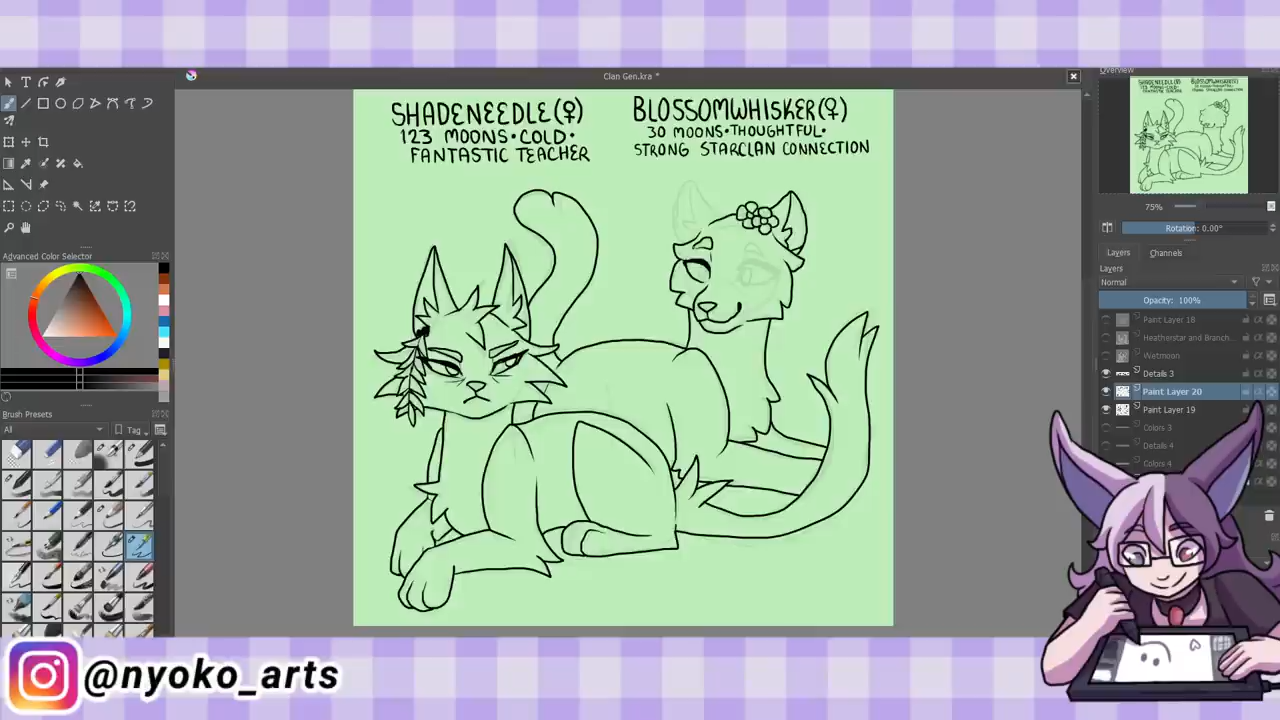 Clan Gen.kra *
Overview
SHADENEEDLE(♀)
123 MOONS•COLD•
FANTASTIC TEACHER
BLOSSOMWHISKER(♀)
30 MOONS•THOUGHTFUL•
STRONG STARCLAN CONNECTION
75%
Rotation: 0.00°
Layers
Channels
Layers
Normal
Opacity: 100%
Paint Layer 18
Heatherstar and Branch...
Wetmoon
Details 3
Paint Layer 20
Paint Layer 19
Colors 3
Details 4
Colors 4
Advanced Color Selector
Brush Presets
All
Tag
@nyoko_arts